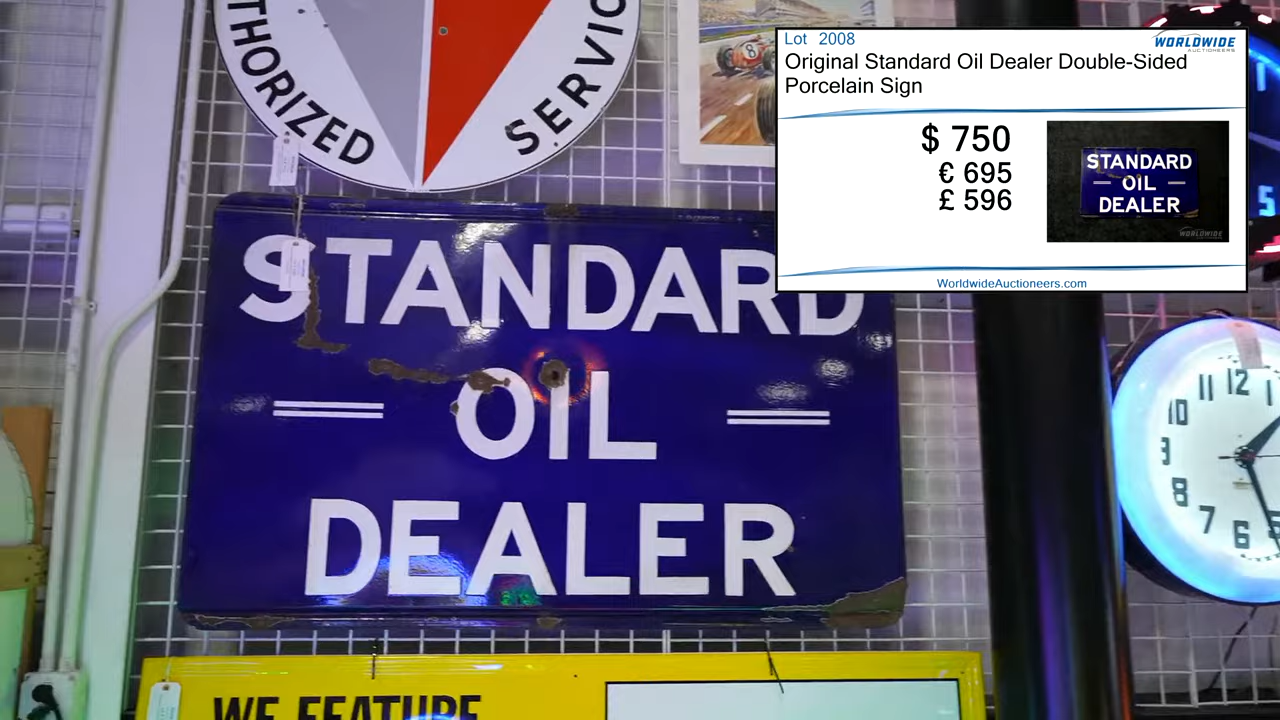 THORIZED
SERVIC
8
Lot 2008
WORLDWIDE
AUCTIONEERS
Original Standard Oil Dealer Double-Sided
Porcelain Sign
$ 750
€ 695
£ 596
STANDARD
OIL
DEALER
WORLDWIDE
WorldwideAuctioneers.com
STANDARD
OIL
DEALER
11 12 1
10
9
8
7 6 5
WE FEATURE